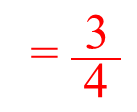 = 3/4